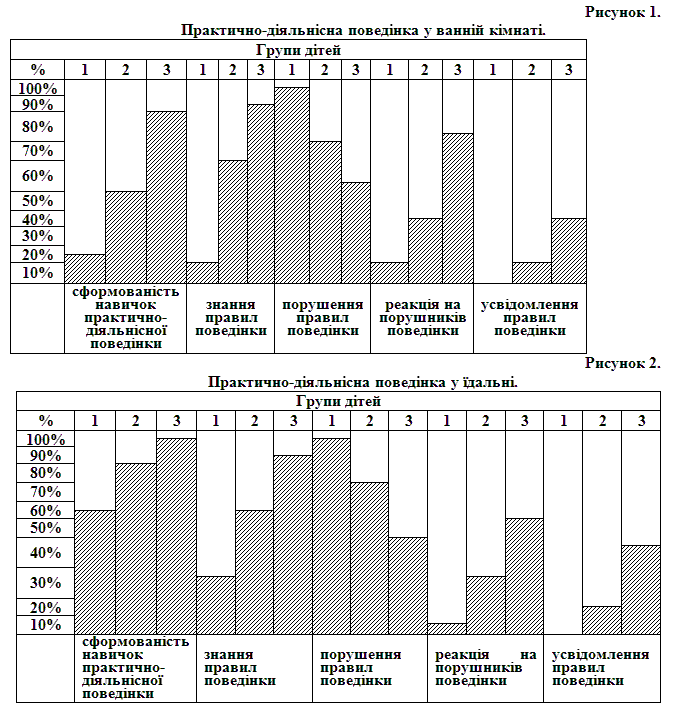 Рисунок 1.
Практично-діяльнісна поведінка у ванній кімнаті.
Групи дітей
% 1 2 3 1 2 3 1 2 3 1 2 3 1 2 3
100%
90%
80%
70%
60%
50%
40%
30%
20%
10%
сформованість
навичок
практично-
діяльнісної
поведінки
знання
правил
поведінки
порушення
правил
поведінки
реакція на
порушників
поведінки
усвідомлення
правил
поведінки
Рисунок 2.
Практично-діяльнісна поведінка у їдальні.
Групи дітей
% 1 2 3 1 2 3 1 2 3 1 2 3 1 2 3
100%
90%
80%
70%
60%
50%
40%
30%
20%
10%
сформованість
навичок
практично-
діяльнісної
поведінки
знання
правил
поведінки
порушення
правил
поведінки
реакція на
порушників
поведінки
усвідомлення
правил
поведінки